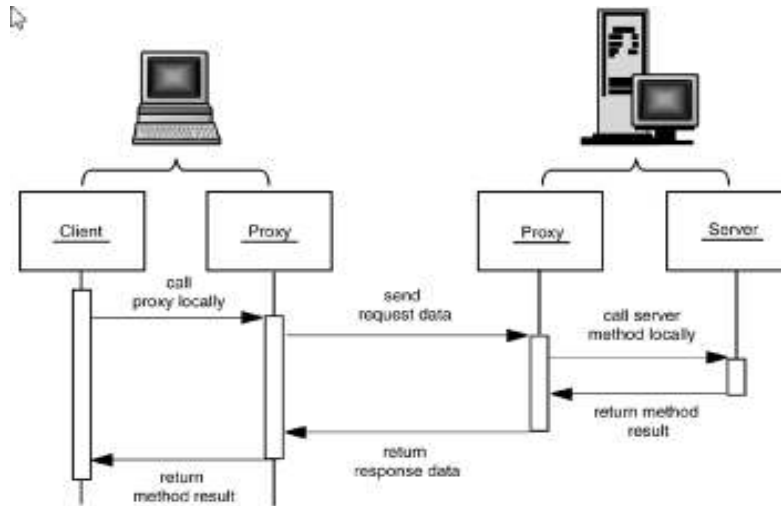 Client
Proxy
Proxy
Server
call
proxy locally
send
request data
call server
method locally
return method
result
return
response data
return
method result